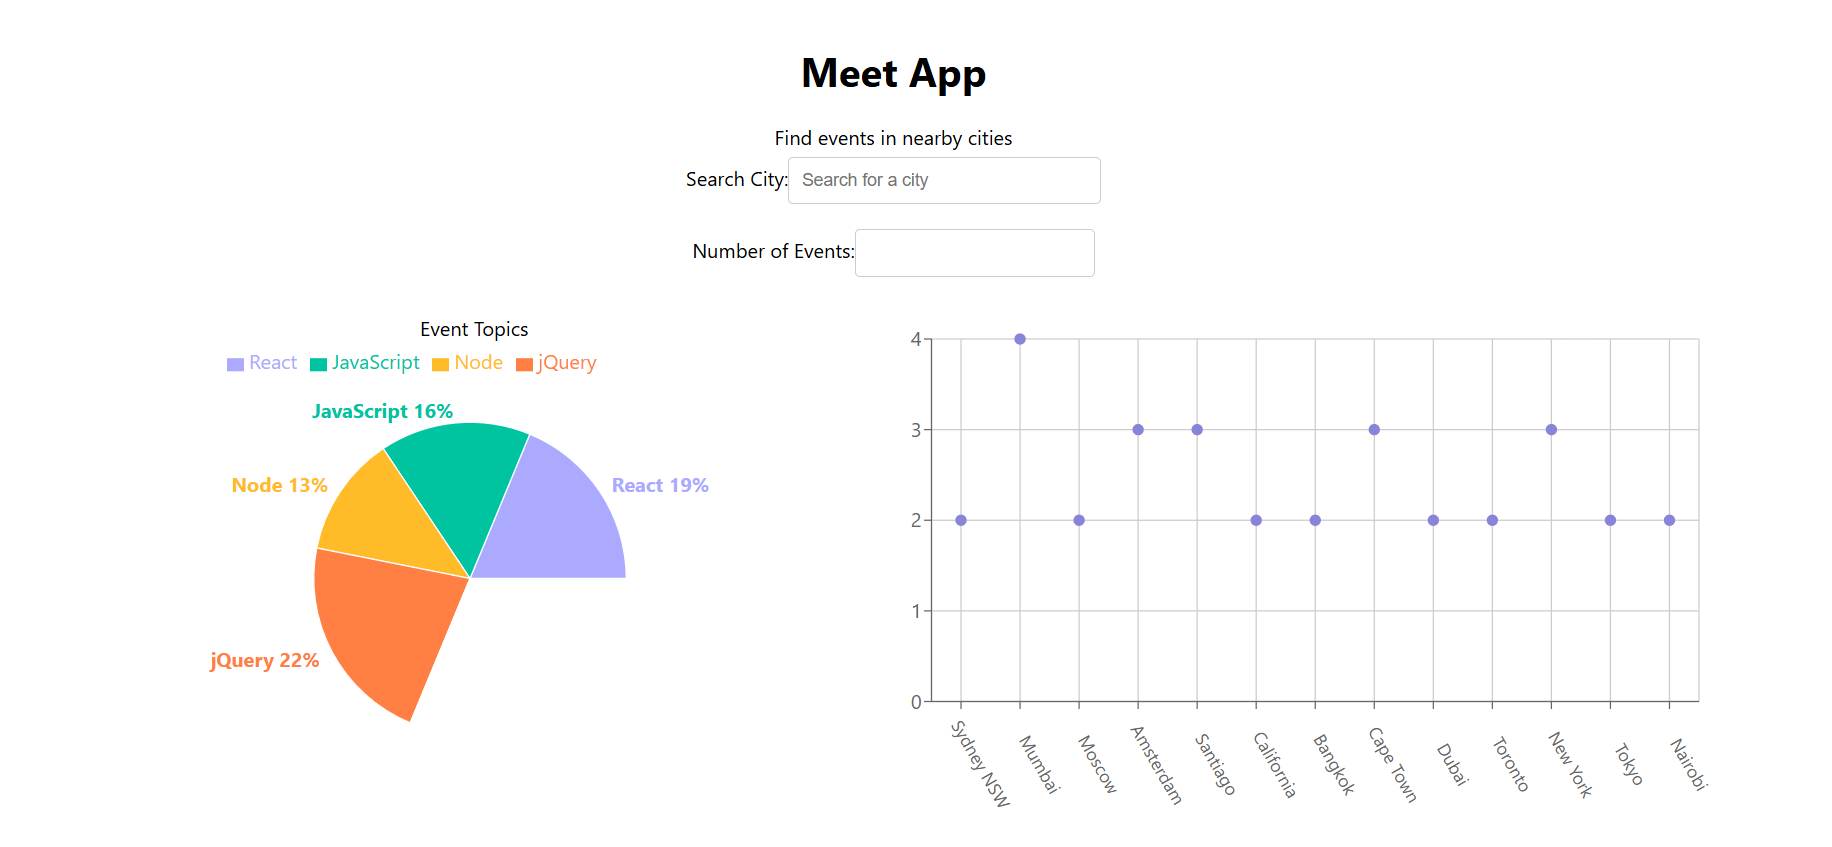 Meet App
Find events in nearby cities
Search City:
Search for a city
Number of Events:
Event Topics
React JavaScript Node jQuery
JavaScript 16%
Node 13%
React 19%
jQuery 22%
4
3
2
1
0
Sydney NSW
Mumbai
Moscow
Amsterdam
Santiago
California
Bangkok
Cape Town
Dubai
Toronto
New York
Tokyo
Nairobi